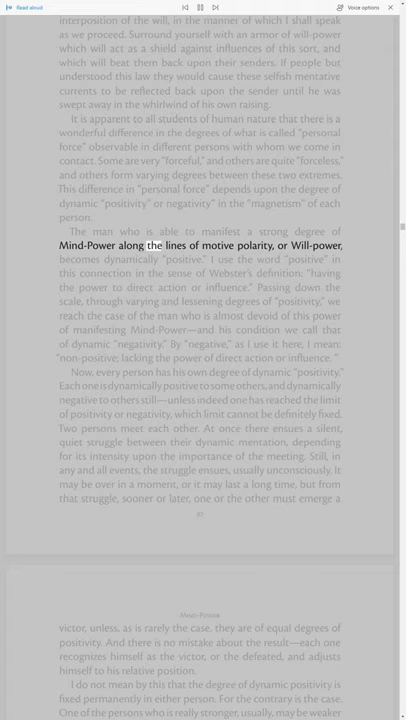 Read aloud
Voice options
interposition of the will, in the manner of which I shall speak
as we proceed. Surround yourself with an armor of will-power
which will act as a shield against influences of this sort, and
which will beat them back upon their senders. If people but
understood this law they would cause these selfish mentative
currents to be reflected back upon the sender until he was
swept away in the whirlwind of his own raising.
It is apparent to all students of human nature that there is a
wonderful difference in the degrees of what is called “personal
force” observable in different persons with whom we come in
contact. Some are very “forceful,” and others are quite “forceless,”
and others form varying degrees between these two extremes.
This difference in “personal force” depends upon the degree of
dynamic “positivity” or negativity” in the “magnetism” of each
person.
The man who is able to manifest a strong degree of
Mind-Power along the lines of motive polarity, or Will-power,
becomes dynamically “positive.” I use the word “positive” in
this connection in the sense of Webster’s definition: “having
the power to direct action or influence.” Passing down the
scale, through varying and lessening degrees of “positivity,” we
reach the case of the man who is almost devoid of this power
of manifesting Mind-Power—and his condition we call that
of dynamic “negativity.” By “negative,” as I use it here, I mean:
“non-positive; lacking the power of direct action or influence. ”
Now, every person has his own degree of dynamic “positivity.”
Each one is dynamically positive to some others, and dynamically
negative to others still—unless indeed one has reached the limit
of positivity or negativity, which limit cannot be definitely fixed.
Two persons meet each other. At once there ensues a silent,
quiet struggle between their dynamic mentation, depending
for its intensity upon the importance of the meeting. Still, in
any and all events, the struggle ensues, usually unconsciously. It
may be over in a moment, or it may last a long time, but from
that struggle, sooner or later, one or the other must emerge a
Mind-Power
victor, unless, as is rarely the case, they are of equal degrees of
positivity. And there is no mistake about the result—each one
recognizes himself as the victor, or the defeated, and adjusts
himself to his relative position.
I do not mean by this that the degree of dynamic positivity is
fixed permanently in either person. For the contrary is the case.
One of the persons who is really stronger, usually, may be weaker